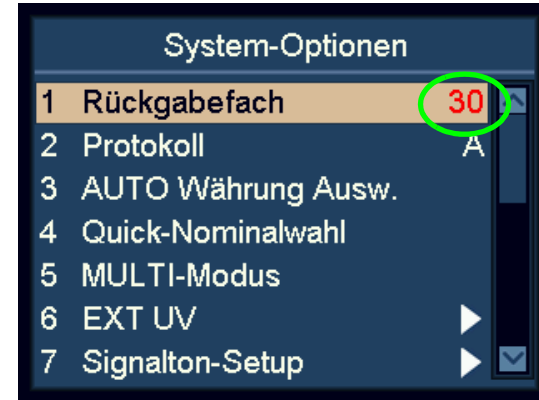 System-Optionen
1 Rückgabefach 30
2 Protokoll A
3 AUTO Währung Ausw.
4 Quick-Nominalwahl
5 MULTI-Modus
6 EXT UV
7 Signalton-Setup